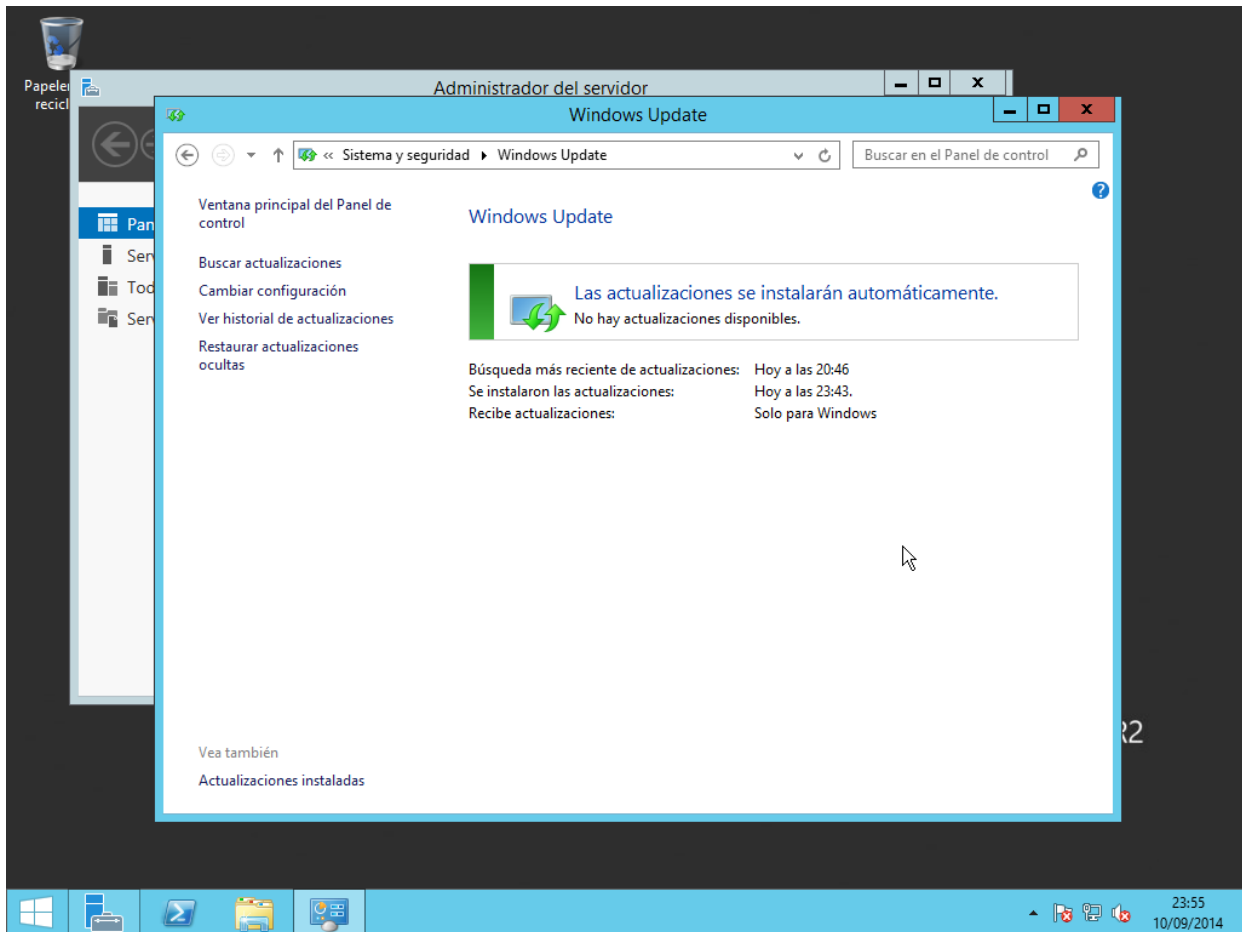 Papeler
recicl
Administrador del servidor
Windows Update
« Sistema y seguridad ▸ Windows Update
Buscar en el Panel de control
Ventana principal del Panel de
control
Buscar actualizaciones
Cambiar configuración
Ver historial de actualizaciones
Restaurar actualizaciones
ocultas
Vea también
Actualizaciones instaladas
Windows Update
Las actualizaciones se instalarán automáticamente.
No hay actualizaciones disponibles.
Búsqueda más reciente de actualizaciones: Hoy a las 20:46
Se instalaron las actualizaciones: Hoy a las 23:43.
Recibe actualizaciones: Solo para Windows
Pan
Serv
Tod
Serv
R2
23:55
10/09/2014